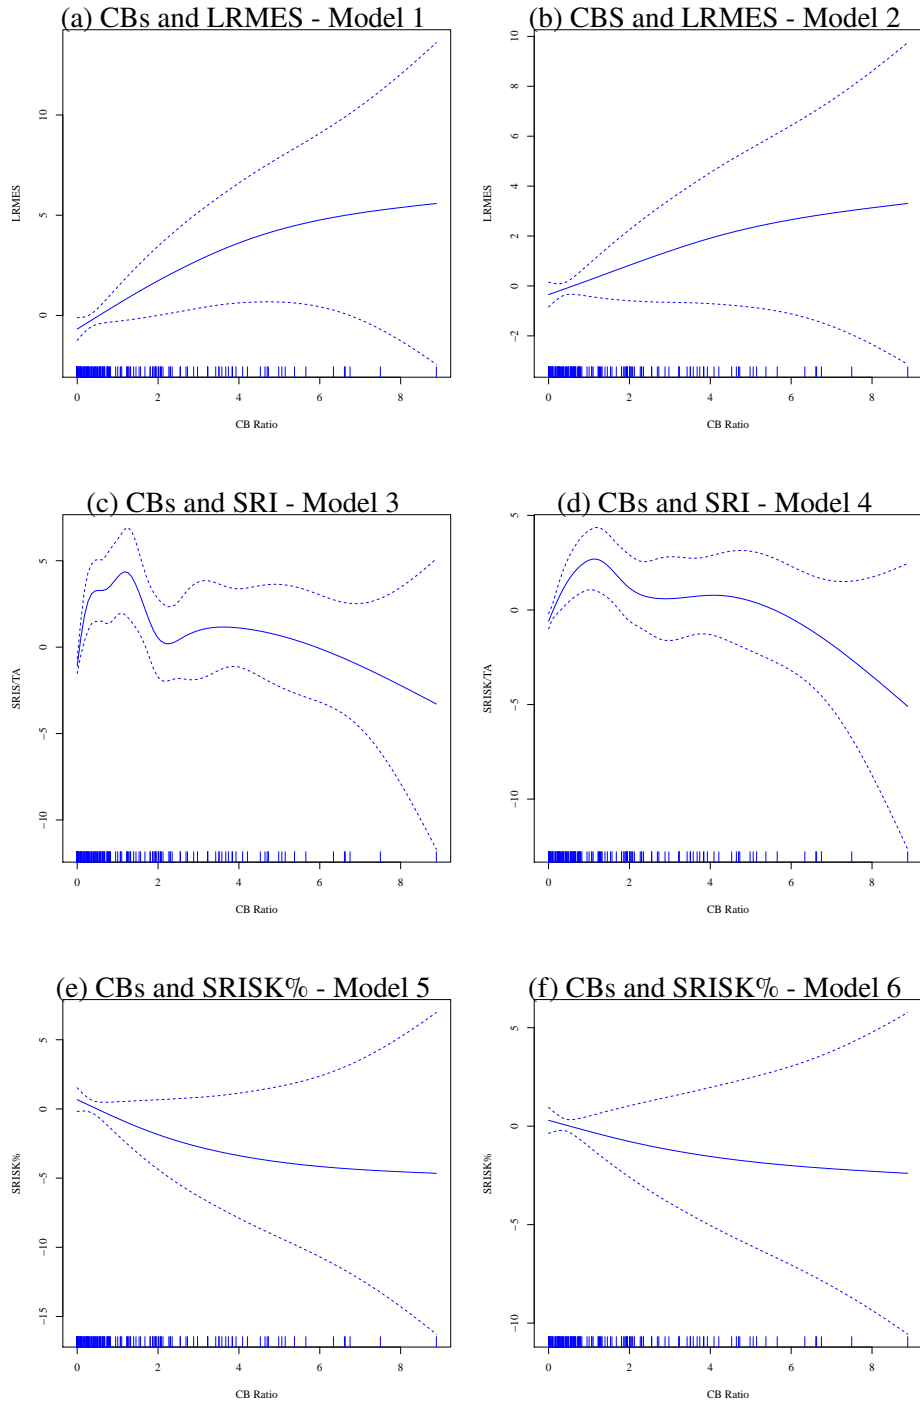 (a) CBs and LRMES - Model 1
LRMES
10
5
0
0 2 4 6 8
CB Ratio
(b) CBS and LRMES - Model 2
LRMES
10
8
6
4
2
0
−2
0 2 4 6 8
CB Ratio
(c) CBs and SRI - Model 3
SRIS/TA
5
0
−5
−10
0 2 4 6 8
CB Ratio
(d) CBs and SRI - Model 4
SRISK/TA
5
0
−5
−10
0 2 4 6 8
CB Ratio
(e) CBs and SRISK% - Model 5
SRISK%
5
0
−5
−10
−15
0 2 4 6 8
CB Ratio
(f) CBs and SRISK% - Model 6
SRISK%
5
0
−5
−10
0 2 4 6 8
CB Ratio